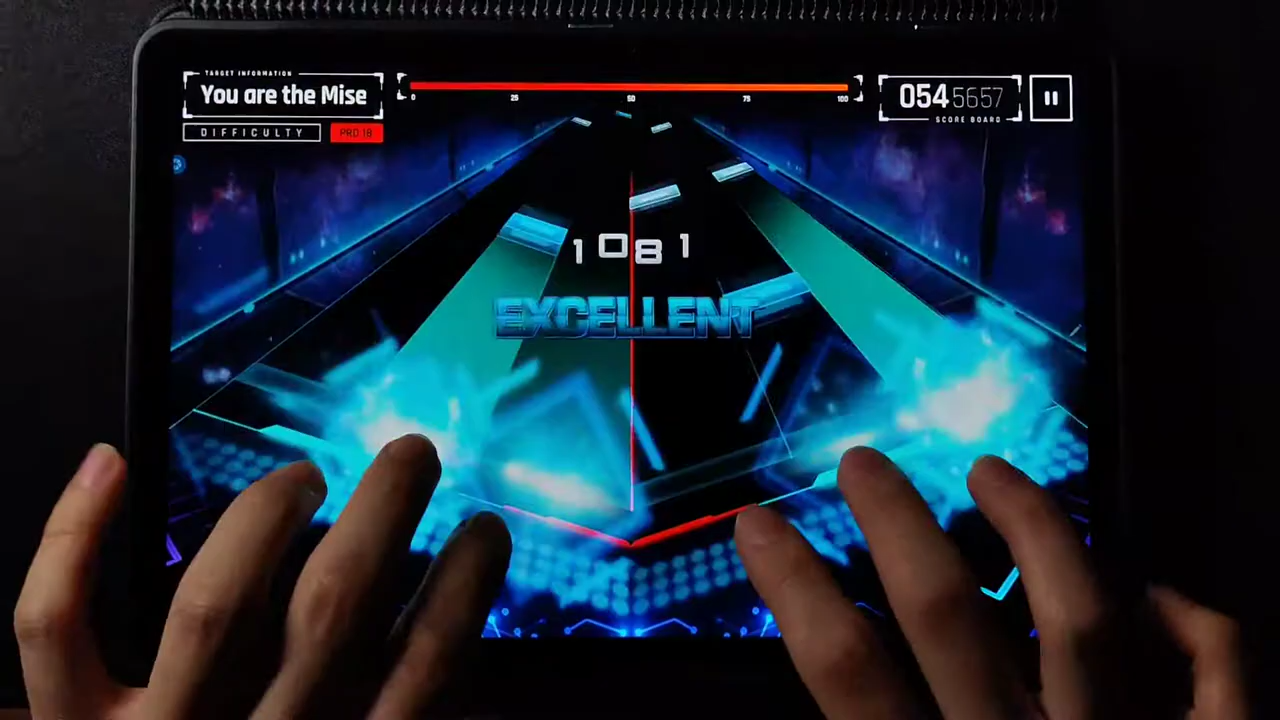 TARGET INFORMATION
You are the Mise
DIFFICULTY PRO 18
0 25 50 75 100
0545657
SCORE BOARD
1081
EXCELLENT